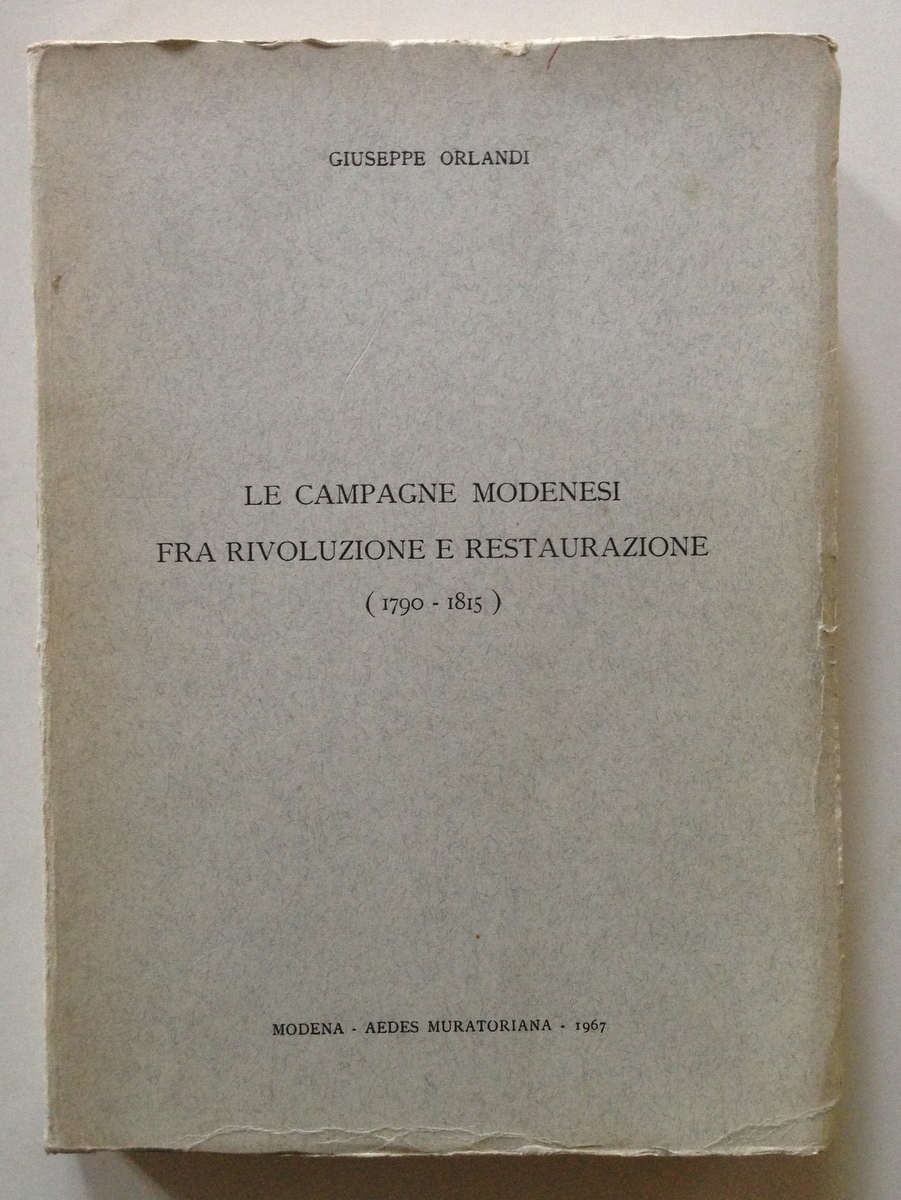 GIUSEPPE ORLANDI
LE CAMPAGNE MODENESI
FRA RIVOLUZIONE E RESTAURAZIONE
( 1790 - 1815 )
MODENA - AEDES MURATORIANA - 1967